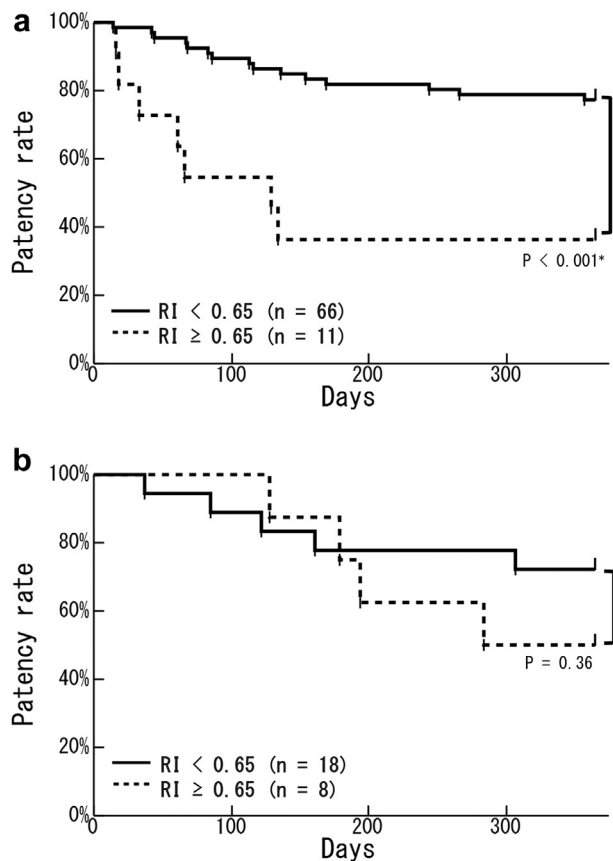 a
100%
80%
60%
40%
20%
0%
Patency rate
P < 0.001*
RI < 0.65 (n = 66)
RI ≥ 0.65 (n = 11)
0 100 200 300
Days
b
100%
80%
60%
40%
20%
0%
Patency rate
P = 0.36
RI < 0.65 (n = 18)
RI ≥ 0.65 (n = 8)
0 100 200 300
Days